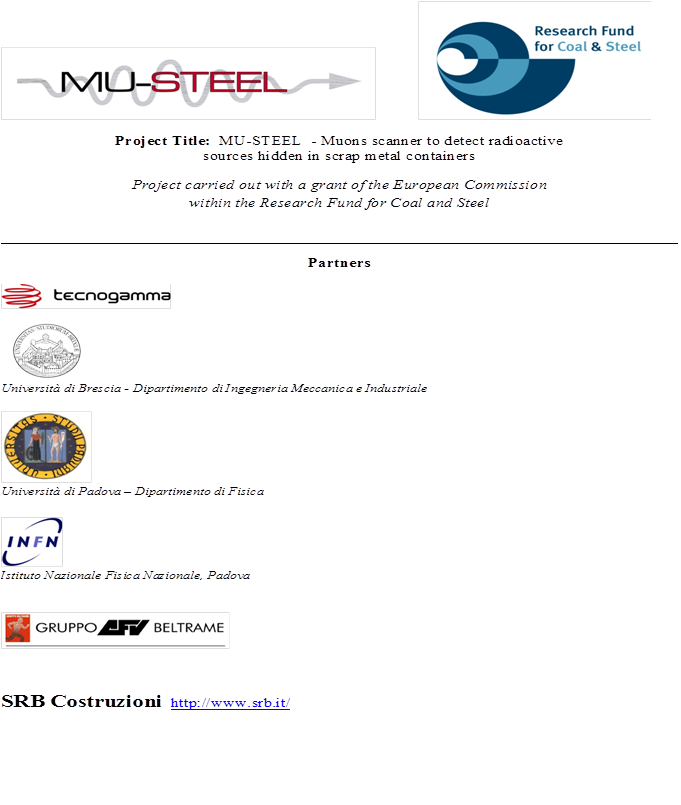 MU-STEEL
Research Fund
for Coal & Steel
Project Title: MU-STEEL - Muons scanner to detect radioactive
sources hidden in scrap metal containers
Project carried out with a grant of the European Commission
within the Research Fund for Coal and Steel
Partners
tecnogamma
Università di Brescia - Dipartimento di Ingegneria Meccanica e Industriale
Università di Padova – Dipartimento di Fisica
INFN
Istituto Nazionale Fisica Nazionale, Padova
GRUPPO AFV BELTRAME
SRB Costruzioni http://www.srb.it/